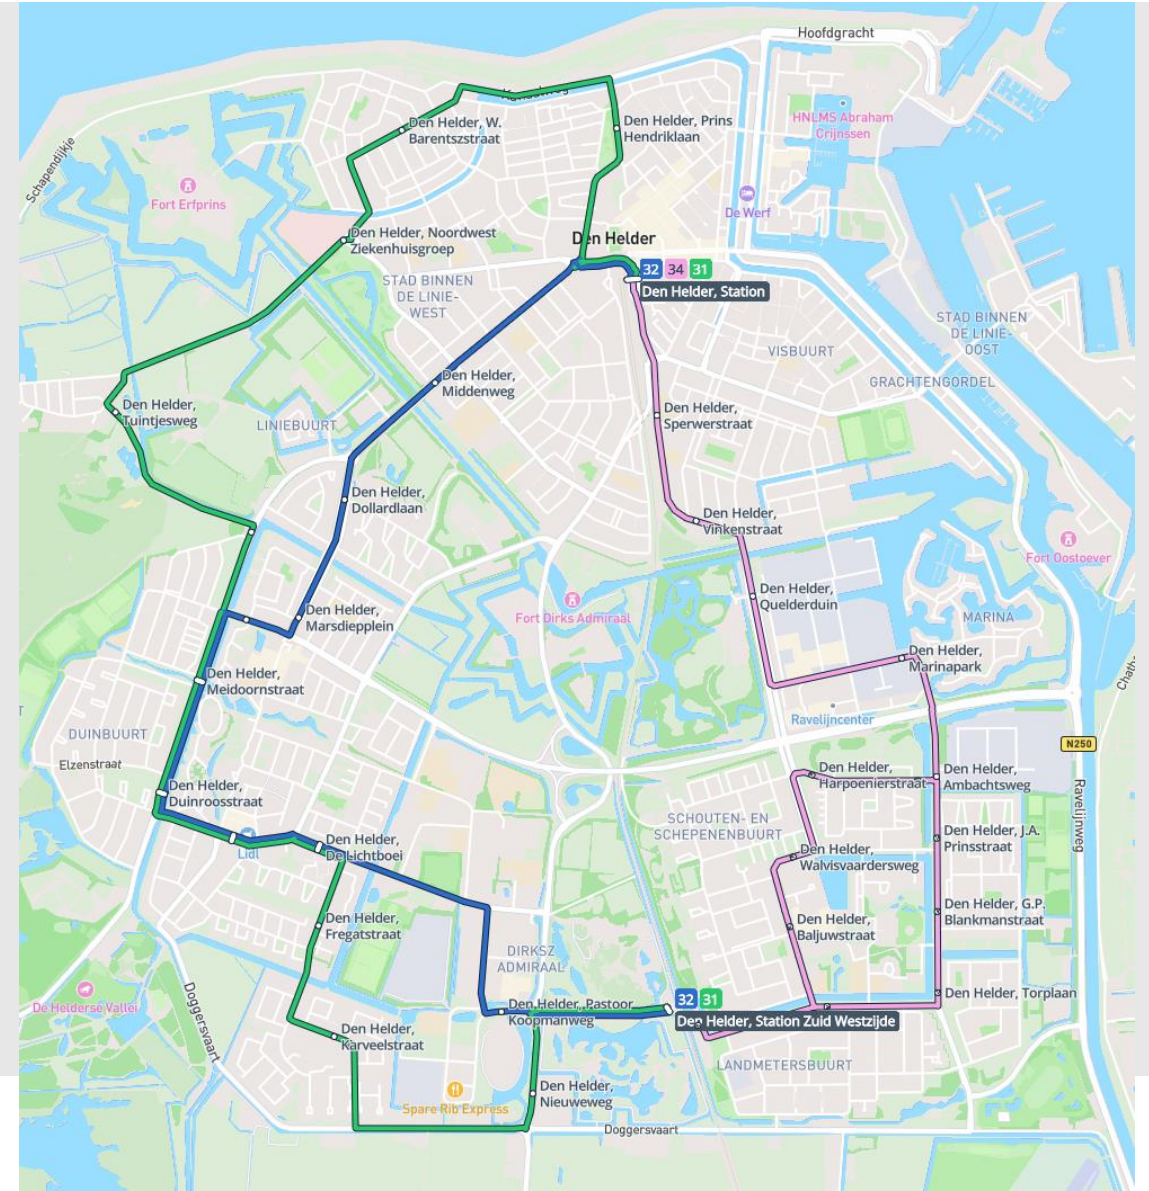 Hoofdgracht
Schapendijkje
Fort Erfprins
Den Helder, W.
Barentszstraat
Den Helder, Prins
Hendriklaan
HNLMS Abraham
Crijnssen
De Werf
Den Helder, Noordwest
Ziekenhuisgroep
Den Helder
32 34 31
Den Helder, Station
STAD BINNEN
DE LINIE-
WEST
STAD BINNEN
DE LINIE-
OOST
VISBUURT
GRACHTENGORDEL
Den Helder,
Middenweg
Den Helder,
Tuintjesweg
LINIEBUURT
Den Helder,
Sperwerstraat
Den Helder,
Dollardlaan
Den Helder,
Vinkenstraat
Fort Oostoever
Den Helder,
Quelderduin
Fort Dirks Admiraal
MARINA
Den Helder,
Marsdiepplein
Den Helder,
Marinapark
Den Helder,
Meidoornstraat
Ravelijncenter
DUINBUURT
Elzenstraat
N250
Den Helder,
Harpoenierstraat
Den Helder,
Ambachtsweg
Den Helder,
Duinroosstraat
Ravelijnweg
SCHOUTEN- EN
SCHEPENENBUURT
Den Helder, J.A.
Prinsstraat
Lidl
Den Helder,
De Lichtboei
Den Helder,
Walvisvaardersweg
Den Helder,
Fregatstraat
Den Helder,
Baljuwstraat
Den Helder, G.P.
Blankmanstraat
DIRKSZ
ADMIRAAL
De Helderse Vallei
Doggersvaart
Den Helder, Pastoor
Koopmanweg
32 31
Den Helder, Station Zuid Westzijde
Den Helder, Torplaan
Den Helder,
Karveelstraat
LANDMETERSBUURT
Den Helder,
Nieuweweg
Spare Rib Express
Doggersvaart